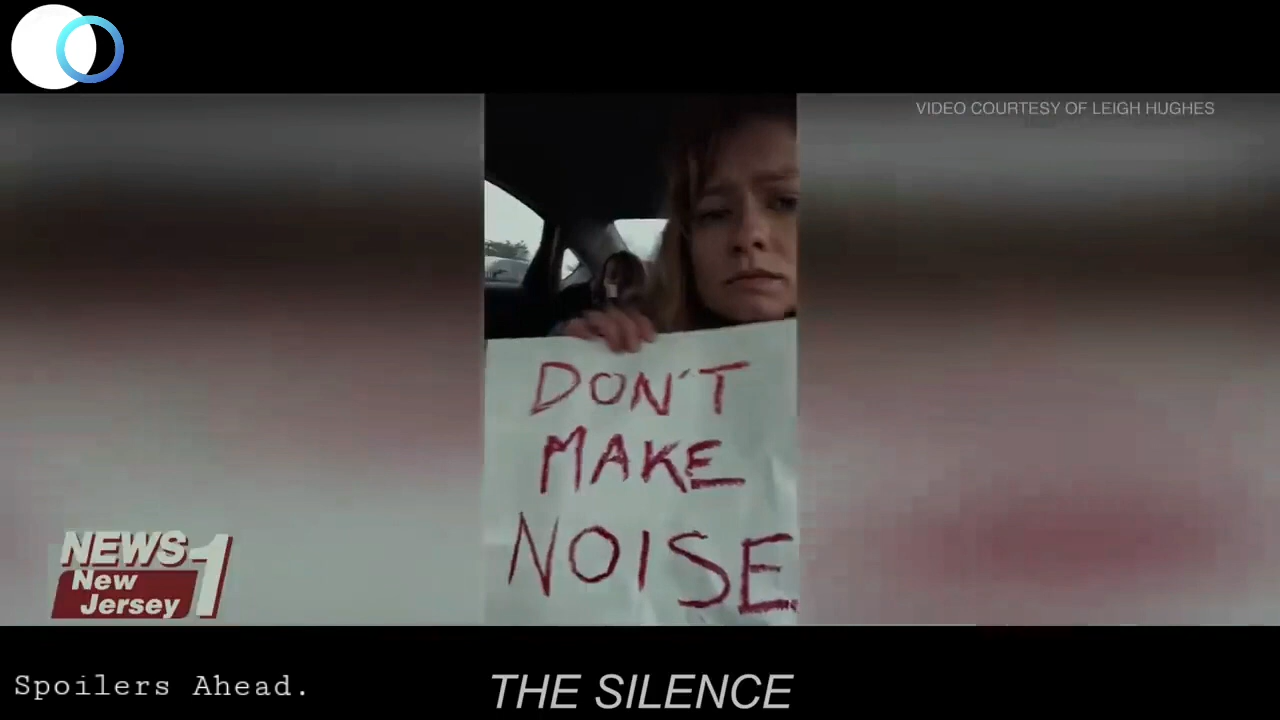 VIDEO COURTESY OF LEIGH HUGHES
DON'T
MAKE
NOISE
NEWS 1
New
Jersey
Spoilers Ahead.
THE SILENCE